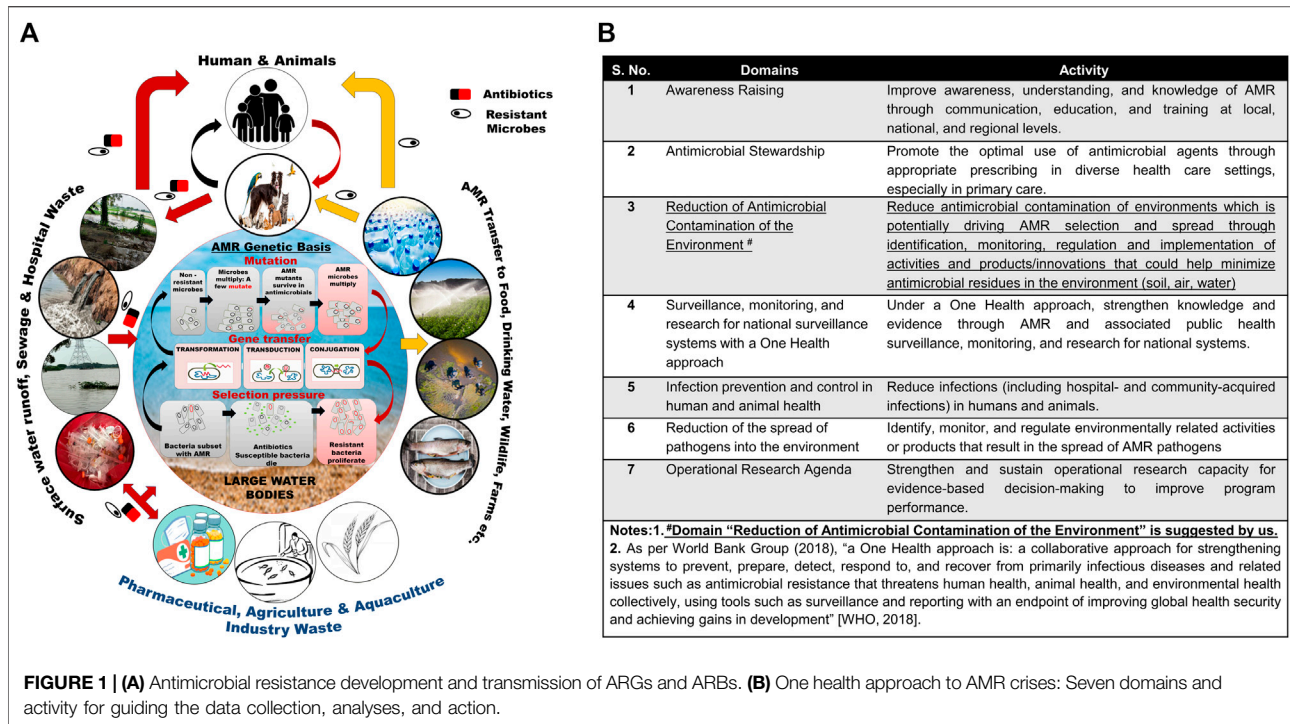 A
Human & Animals
Antibiotics
Resistant
Microbes
Surface water runoff, Sewage & Hospital Waste
AMR Transfer to Food, Drinking Water, Wildlife, Farms etc.
AMR Genetic Basis
Mutation
Non -
resistant
microbes
Microbes
multiply: A
few mutate
AMR
mutants
survive in
antimicrobials
AMR
microbes
multiply
Gene transfer
TRANSFORMATION
TRANSDUCTION
CONJUGATION
Selection pressure
Bacteria subset
with AMR
Antibiotics
Susceptible bacteria
die
Resistant
bacteria
proliferate
LARGE WATER
BODIES
Pharmaceutical, Agriculture & Aquaculture
Industry Waste
B
S. No. Domains Activity
1 Awareness Raising Improve awareness, understanding, and knowledge of AMR
through communication, education, and training at local,
national, and regional levels.
2 Antimicrobial Stewardship Promote the optimal use of antimicrobial agents through
appropriate prescribing in diverse health care settings,
especially in primary care.
3 Reduction of Antimicrobial Reduce antimicrobial contamination of environments which is
Contamination of the potentially driving AMR selection and spread through
Environment # identification, monitoring, regulation and implementation of
activities and products/innovations that could help minimize
antimicrobial residues in the environment (soil, air, water)
4 Surveillance, monitoring, and Under a One Health approach, strengthen knowledge and
research for national surveillance evidence through AMR and associated public health
systems with a One Health surveillance, monitoring, and research for national systems.
approach
5 Infection prevention and control in Reduce infections (including hospital- and community-acquired
human and animal health infections) in humans and animals.
6 Reduction of the spread of Identify, monitor, and regulate environmentally related activities
pathogens into the environment or products that result in the spread of AMR pathogens
7 Operational Research Agenda Strengthen and sustain operational research capacity for
evidence-based decision-making to improve program
performance.
Notes:1. #Domain “Reduction of Antimicrobial Contamination of the Environment” is suggested by us.
2. As per World Bank Group (2018), “a One Health approach is: a collaborative approach for strengthening
systems to prevent, prepare, detect, respond to, and recover from primarily infectious diseases and related
issues such as antimicrobial resistance that threatens human health, animal health, and environmental health
collectively, using tools such as surveillance and reporting with an endpoint of improving global health security
and achieving gains in development” [WHO, 2018].
FIGURE 1 | (A) Antimicrobial resistance development and transmission of ARGs and ARBs. (B) One health approach to AMR crises: Seven domains and
activity for guiding the data collection, analyses, and action.